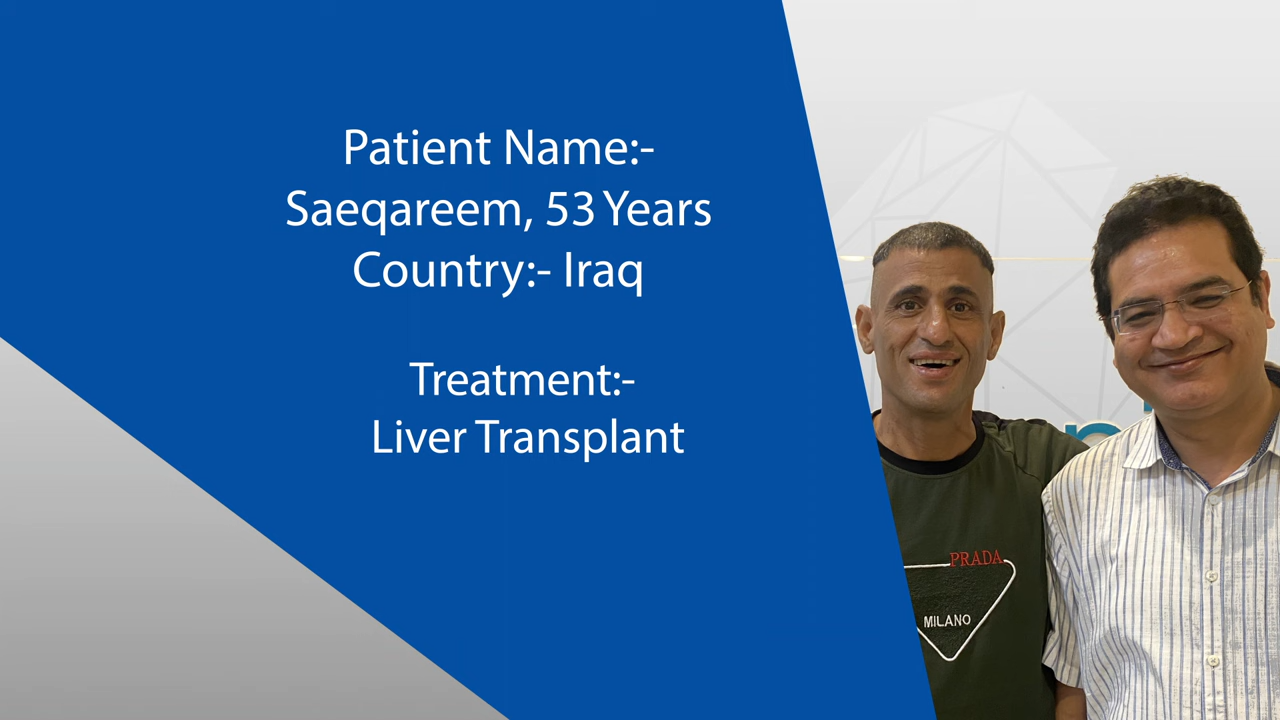 Patient Name:-
Saeqareem, 53 Years
Country:- Iraq
Treatment:-
Liver Transplant
PRADA
MILANO